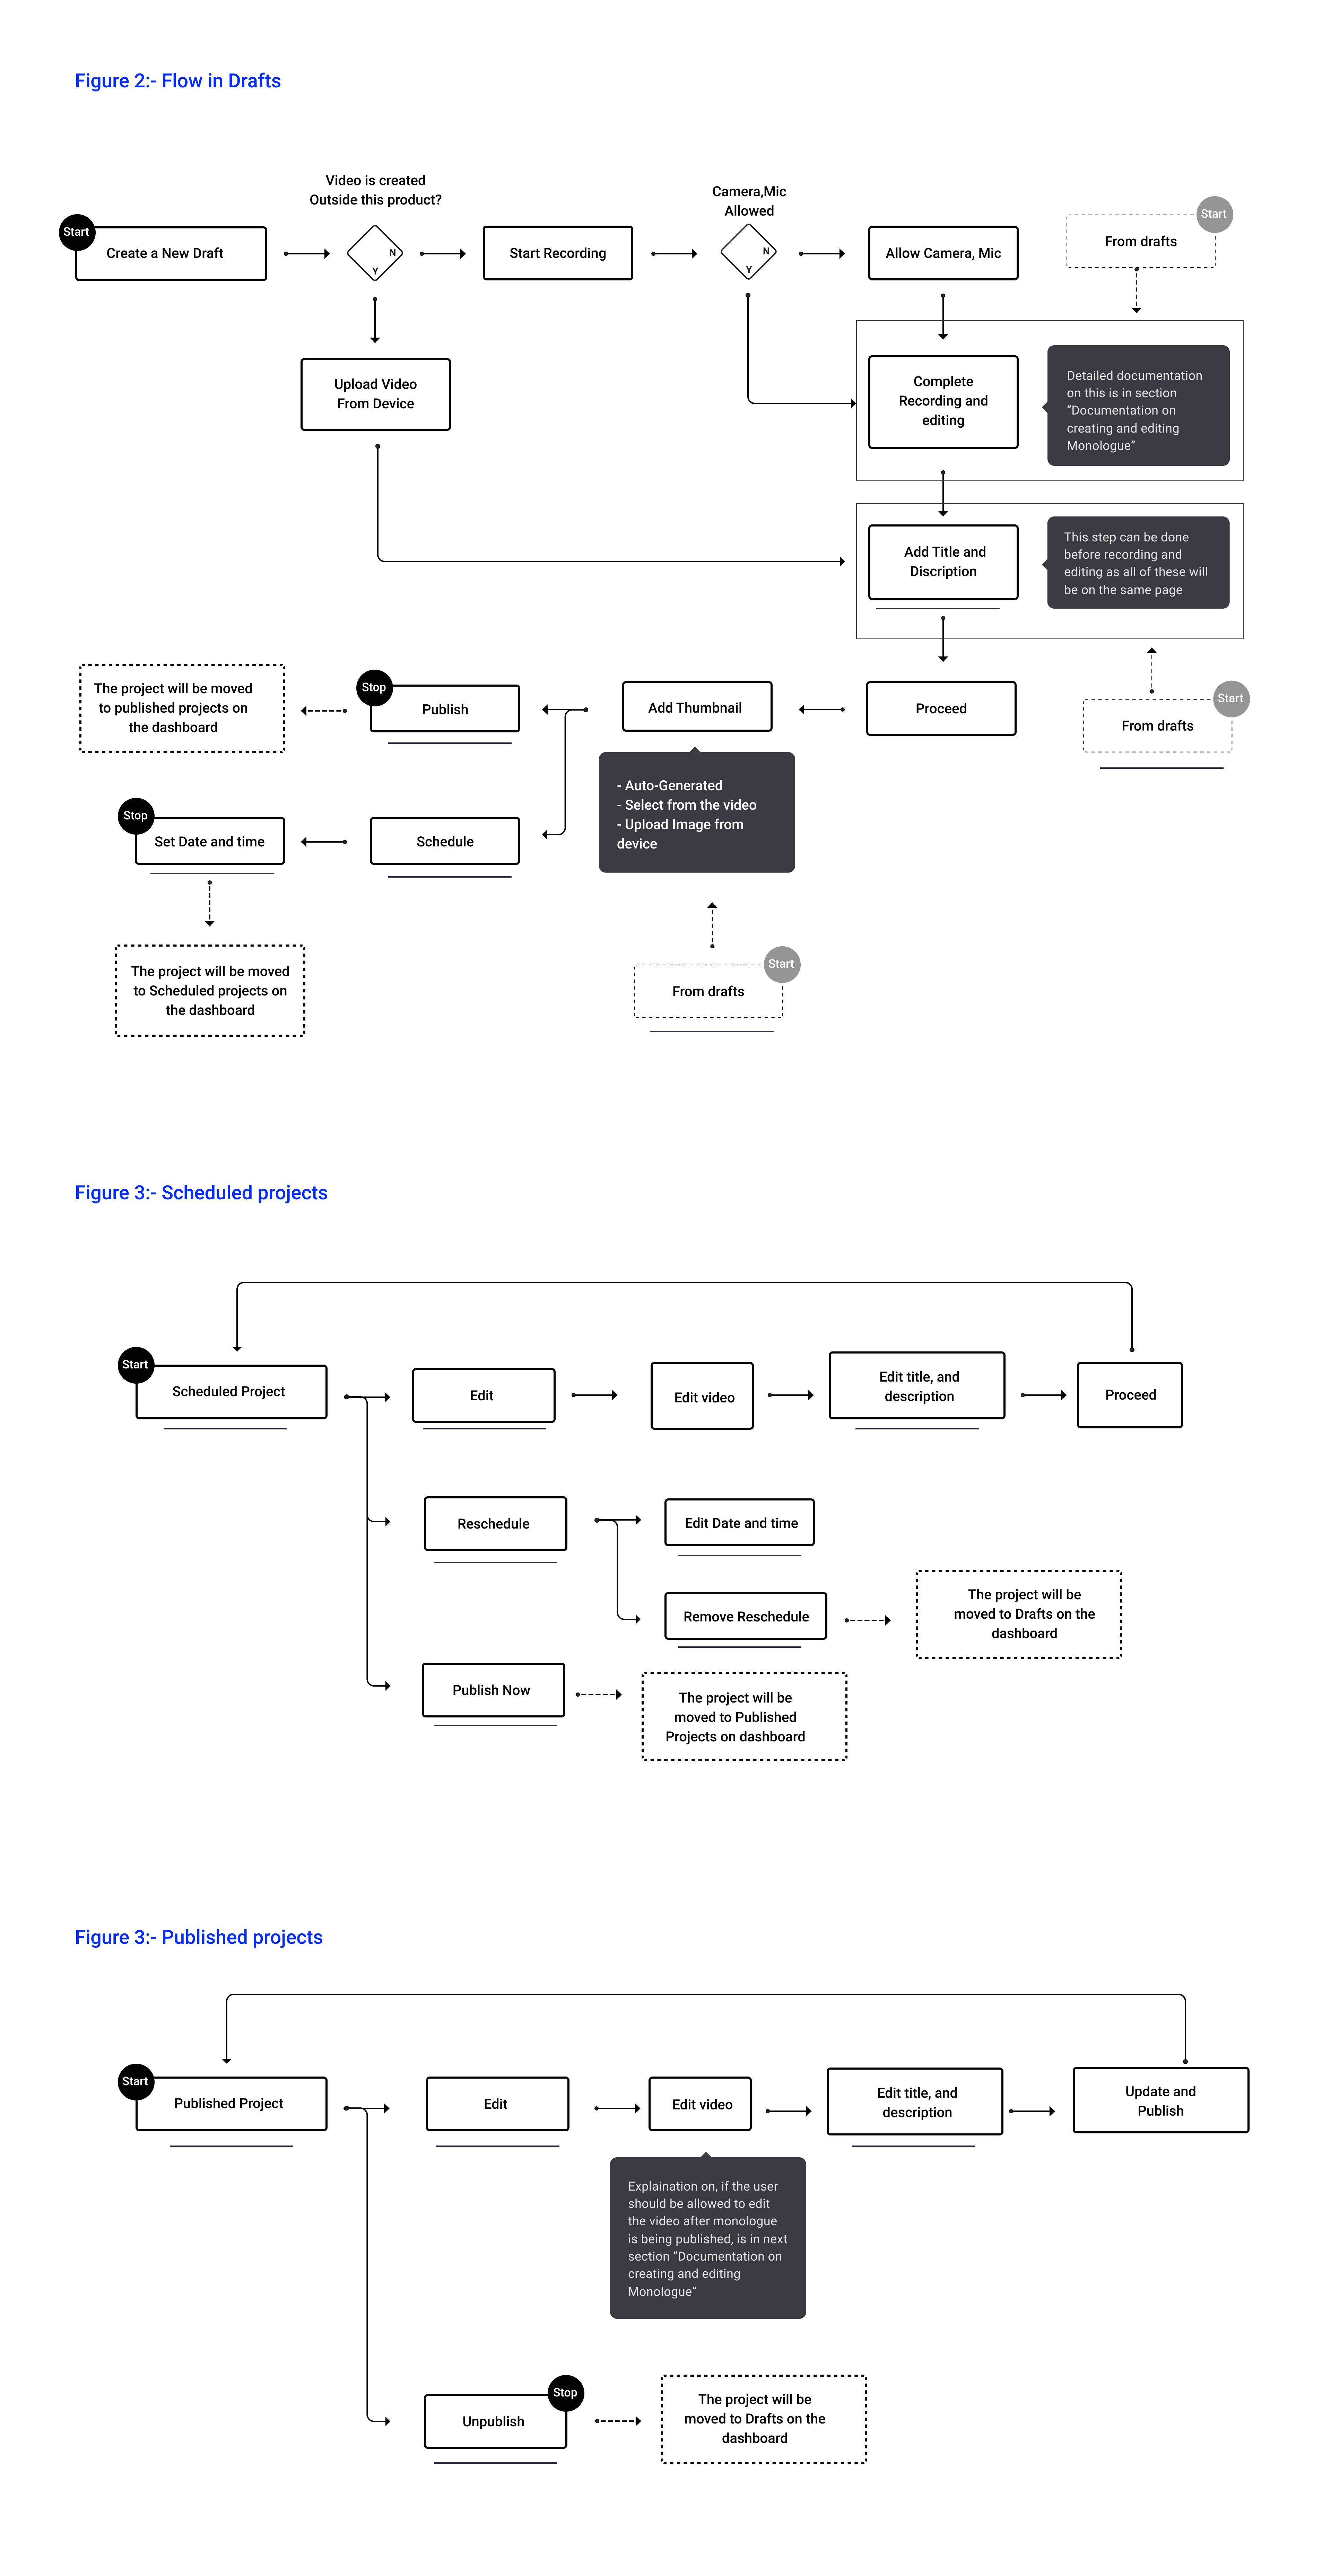 Figure 2:- Flow in Drafts
Video is created
Outside this product?
Camera,Mic
Allowed
Start
Create a New Draft
N
Y
Start Recording
N
Y
Allow Camera, Mic
Start
From drafts
Upload Video
From Device
Complete
Recording and
editing
Detailed documentation
on this is in section
“Documentation on
creating and editing
Monologue”
Add Title and
Discription
This step can be done
before recording and
editing as all of these will
be on the same page
The project will be moved
to published projects on
the dashboard
Stop
Publish
Add Thumbnail
Proceed
Start
From drafts
- Auto-Generated
- Select from the video
- Upload Image from
device
Stop
Set Date and time
Schedule
The project will be moved
to Scheduled projects on
the dashboard
Start
From drafts
Figure 3:- Scheduled projects
Start
Scheduled Project
Edit
Edit video
Edit title, and
description
Proceed
Reschedule
Edit Date and time
Remove Reschedule
The project will be
moved to Drafts on the
dashboard
Publish Now
The project will be
moved to Published
Projects on dashboard
Figure 3:- Published projects
Start
Published Project
Edit
Edit video
Edit title, and
description
Update and
Publish
Explaination on, if the user
should be allowed to edit
the video after monologue
is being published, is in next
section “Documentation on
creating and editing
Monologue”
Stop
Unpublish
The project will be
moved to Drafts on the
dashboard